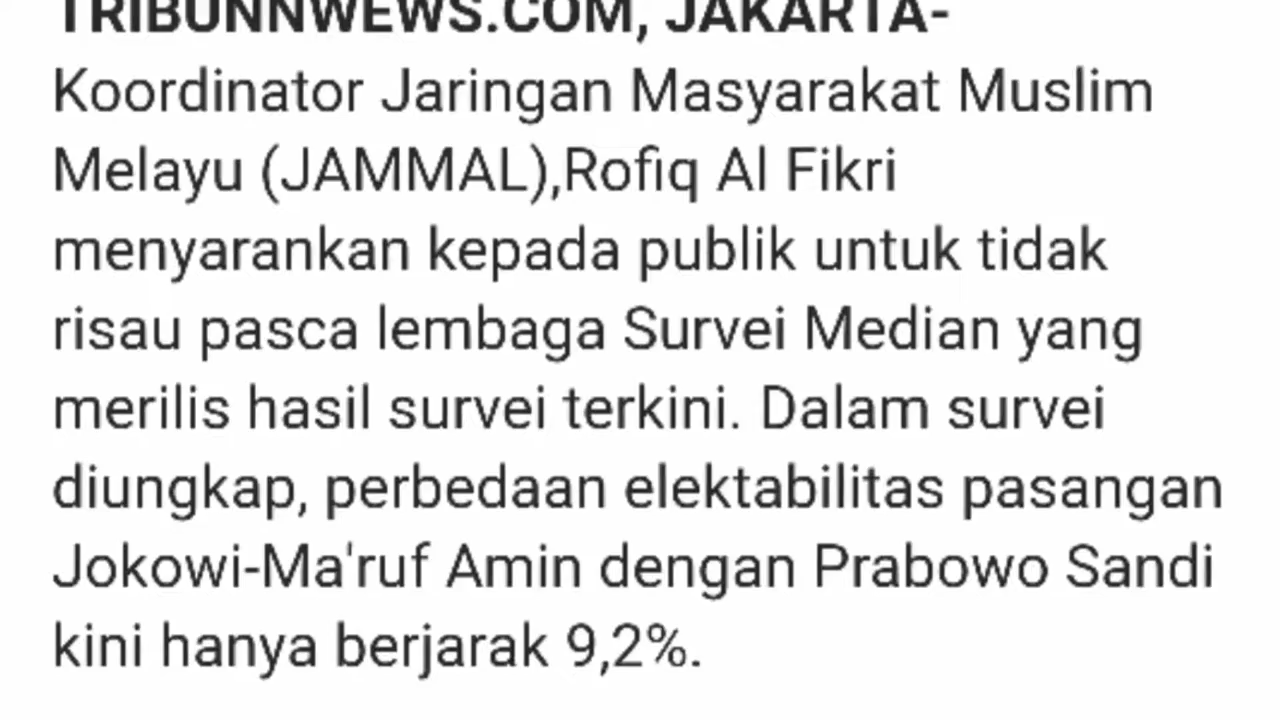 TRIBUNNWEWS.COM, JAKARTA-
Koordinator Jaringan Masyarakat Muslim
Melayu (JAMMAL),Rofiq Al Fikri
menyarankan kepada publik untuk tidak
risau pasca lembaga Survei Median yang
merilis hasil survei terkini. Dalam survei
diungkap, perbedaan elektabilitas pasangan
Jokowi-Ma'ruf Amin dengan Prabowo Sandi
kini hanya berjarak 9,2%.